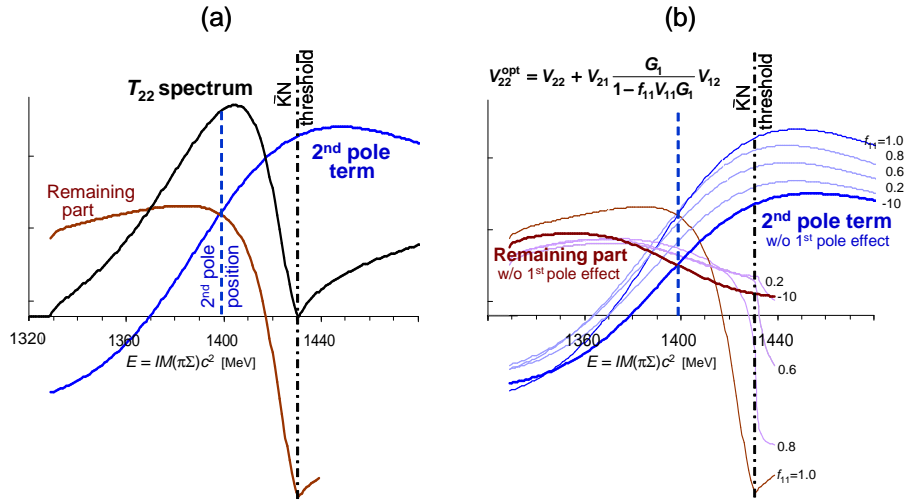 (a)
T₂₂ spectrum
K̄N
threshold
2ⁿᵈ pole
term
Remaining
part
2ⁿᵈ pole
position
1320
1360
1400
1440
E = IM(πΣ)c² [MeV]
(b)
V₂₂ᵒᵖᵗ = V₂₂ + V₂₁ G₁ / (1 − f₁₁V₁₁G₁) V₁₂
K̄N
threshold
f₁₁=1.0
0.8
0.6
0.2
-10
2ⁿᵈ pole term
w/o 1ˢᵗ pole effect
Remaining part
w/o 1ˢᵗ pole effect
0.2
-10
1360
1400
1440
E = IM(πΣ)c² [MeV]
0.6
0.8
f₁₁=1.0